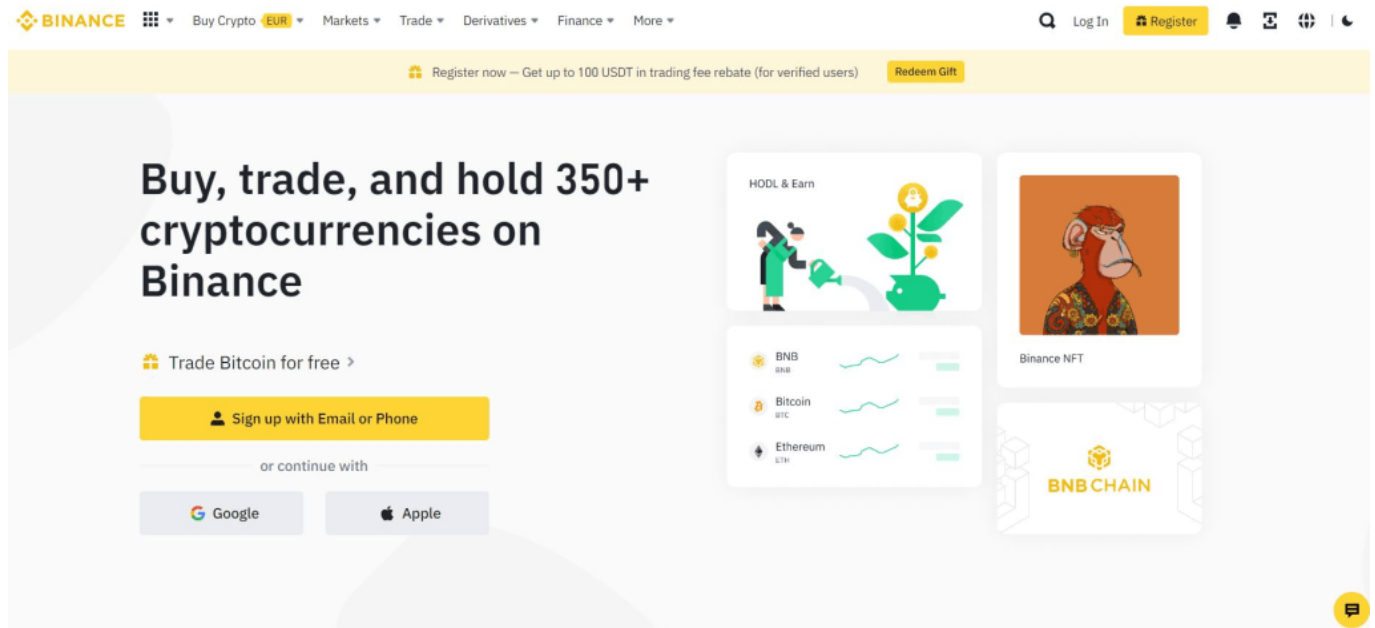 BINANCE
Buy Crypto EUR
Markets
Trade
Derivatives
Finance
More
Log In
Register
Register now — Get up to 100 USDT in trading fee rebate (for verified users)
Redeem Gift
Buy, trade, and hold 350+
cryptocurrencies on
Binance
Trade Bitcoin for free
Sign up with Email or Phone
or continue with
Google
Apple
HODL & Earn
BNB
BNB
Bitcoin
BTC
Ethereum
ETH
Binance NFT
BNB CHAIN